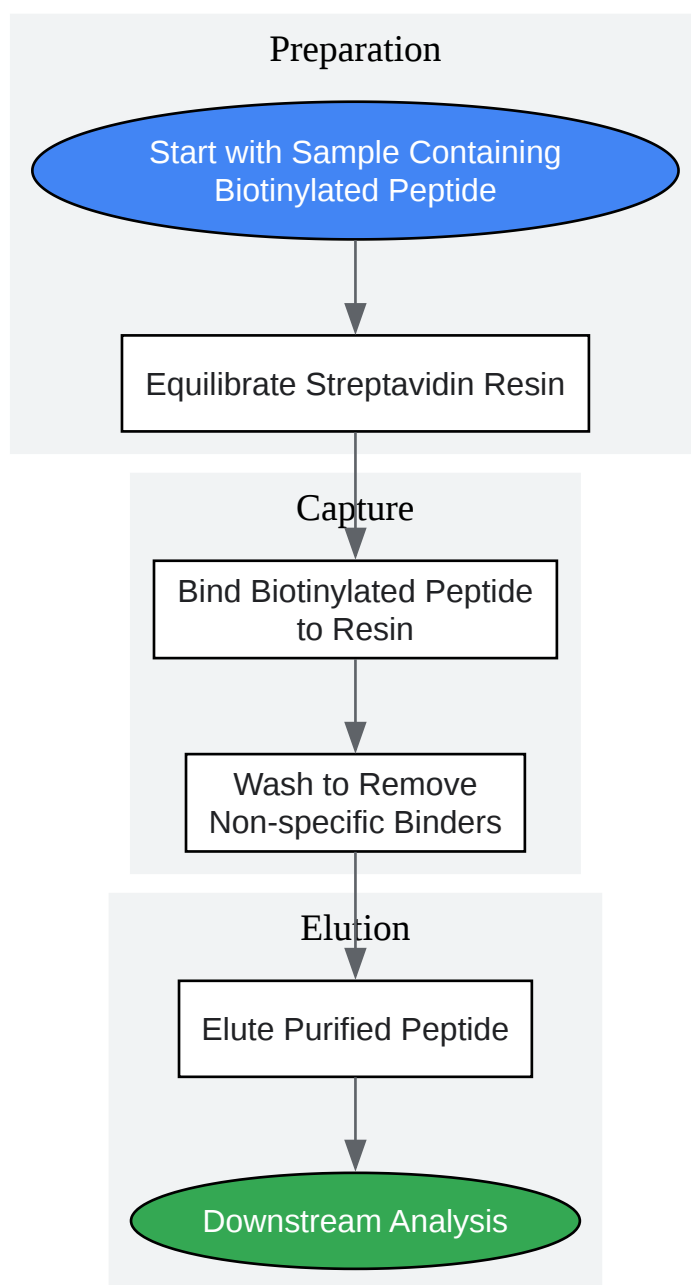 Preparation
Start with Sample Containing
Biotinylated Peptide
Equilibrate Streptavidin Resin
Capture
Bind Biotinylated Peptide
to Resin
Wash to Remove
Non-specific Binders
Elution
Elute Purified Peptide
Downstream Analysis